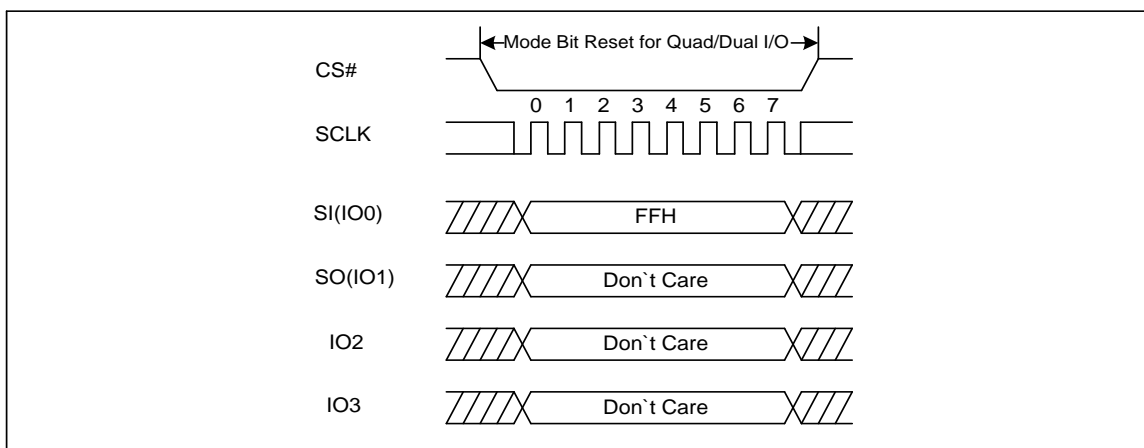 Mode Bit Reset for Quad/Dual I/O
CS#
0 1 2 3 4 5 6 7
SCLK
SI(IO0) FFH
SO(IO1) Don`t Care
IO2 Don`t Care
IO3 Don`t Care